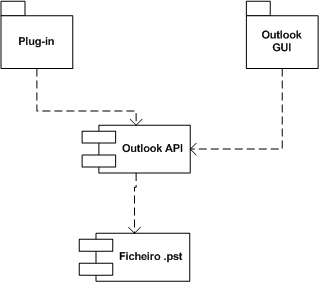 Plug-in
Outlook
GUI
Outlook API
Ficheiro .pst